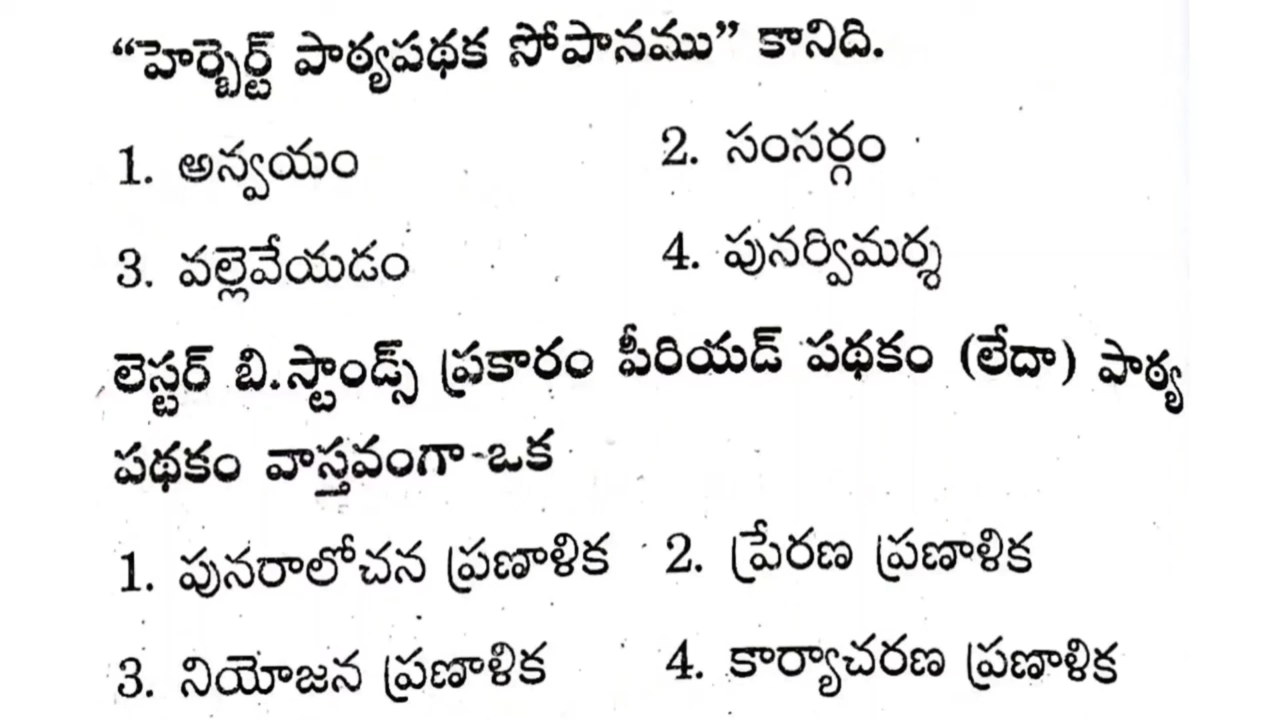 “హెర్బెర్ట్ పాఠ్యపథక సోపానము” కానిది.
1. అన్వయం 2. సంసర్గం
3. వల్లెవేయడం 4. పునర్విమర్శ
లెస్టర్ బి.స్టాండ్స్ ప్రకారం పీరియడ్ పథకం (లేదా) పాఠ్య
పథకం వాస్తవంగా-ఒక
1. పునరాలోచన ప్రణాళిక 2. ప్రేరణ ప్రణాళిక
3. నియోజన ప్రణాళిక 4. కార్యాచరణ ప్రణాళిక